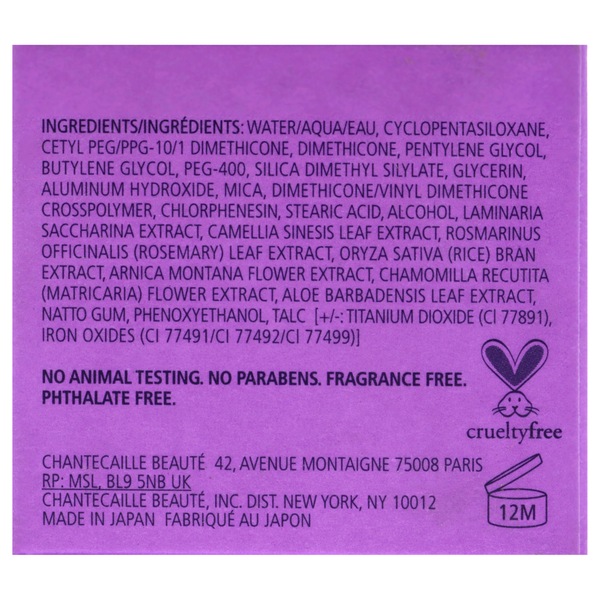 INGREDIENTS/INGRÉDIENTS: WATER/AQUA/EAU, CYCLOPENTASILOXANE,
CETYL PEG/PPG-10/1 DIMETHICONE, DIMETHICONE, PENTYLENE GLYCOL,
BUTYLENE GLYCOL, PEG-400, SILICA DIMETHYL SILYLATE, GLYCERIN,
ALUMINUM HYDROXIDE, MICA, DIMETHICONE/VINYL DIMETHICONE
CROSSPOLYMER, CHLORPHENESIN, STEARIC ACID, ALCOHOL, LAMINARIA
SACCHARINA EXTRACT, CAMELLIA SINESIS LEAF EXTRACT, ROSMARINUS
OFFICINALIS (ROSEMARY) LEAF EXTRACT, ORYZA SATIVA (RICE) BRAN
EXTRACT, ARNICA MONTANA FLOWER EXTRACT, CHAMOMILLA RECUTITA
(MATRICARIA) FLOWER EXTRACT, ALOE BARBADENSIS LEAF EXTRACT,
NATTO GUM, PHENOXYETHANOL, TALC [+/-: TITANIUM DIOXIDE (CI 77891),
IRON OXIDES (CI 77491/CI 77492/CI 77499)]
NO ANIMAL TESTING. NO PARABENS. FRAGRANCE FREE.
PHTHALATE FREE.
crueltyfree
CHANTECAILLE BEAUTÉ 42, AVENUE MONTAIGNE 75008 PARIS
RP: MSL, BL9 5NB UK
CHANTECAILLE BEAUTÉ, INC. DIST. NEW YORK, NY 10012
MADE IN JAPAN FABRIQUÉ AU JAPON
12M